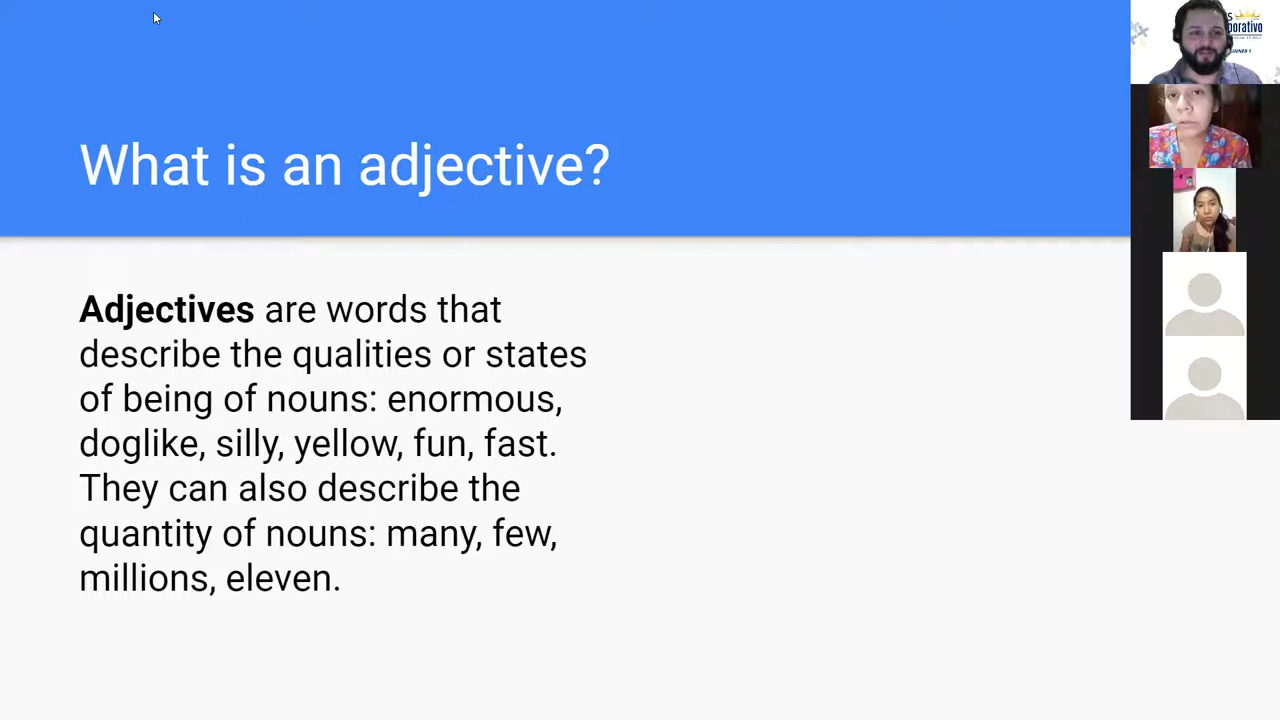 What is an adjective?
Adjectives are words that
describe the qualities or states
of being of nouns: enormous,
doglike, silly, yellow, fun, fast.
They can also describe the
quantity of nouns: many, few,
millions, eleven.